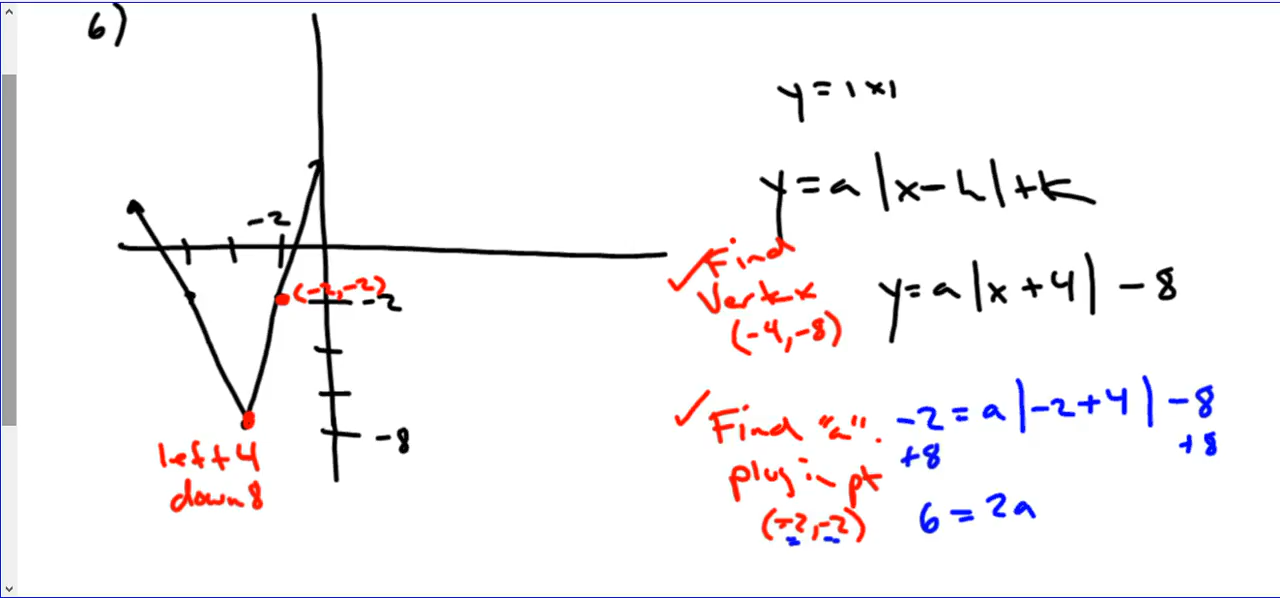 6)
y = |x|
y = a |x - h| + k
-2
✓ Find
Vertex
(-4, -8)
y = a |x + 4| - 8
(-2, -2)
-2
-8
left 4
down 8
✓ Find "a".
plug in pt
(-2, -2)
-2 = a |-2 + 4| - 8
+8 +8
6 = 2a